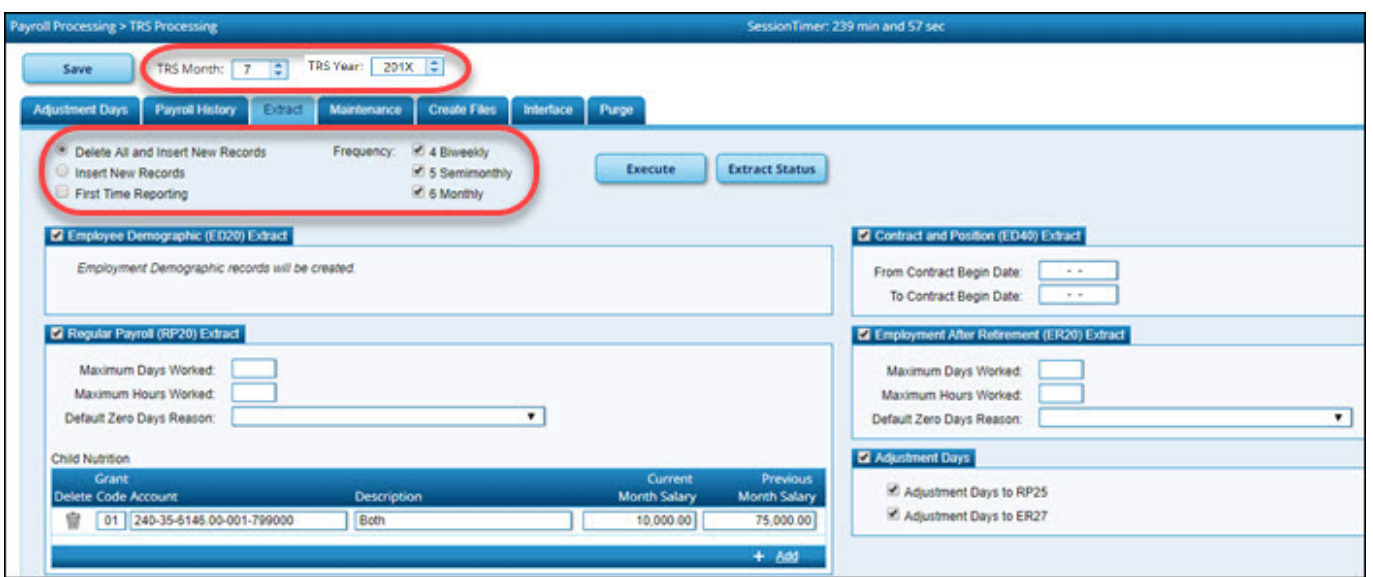 Payroll Processing > TRS Processing SessionTimer: 239 min and 57 sec
Save TRS Month: 7 TRS Year: 201X
Adjustment Days Payroll History Extract Maintenance Create Files Interface Purge
Delete All and Insert New Records Frequency: 4 Biweekly
Insert New Records 5 Semimonthly Execute Extract Status
First Time Reporting 6 Monthly
Employee Demographic (ED20) Extract Contract and Position (ED40) Extract
Employment Demographic records will be created. From Contract Begin Date: - -
To Contract Begin Date: - -
Regular Payroll (RP20) Extract Employment After Retirement (ER20) Extract
Maximum Days Worked: Maximum Days Worked:
Maximum Hours Worked: Maximum Hours Worked:
Default Zero Days Reason: Default Zero Days Reason:
Child Nutrition Adjustment Days
Grant Current Previous
Delete Code Account Description Month Salary Month Salary
Adjustment Days to RP25
01 240-35-6146.00-001-799000 Both 10,000.00 75,000.00
Adjustment Days to ER27
+ Add